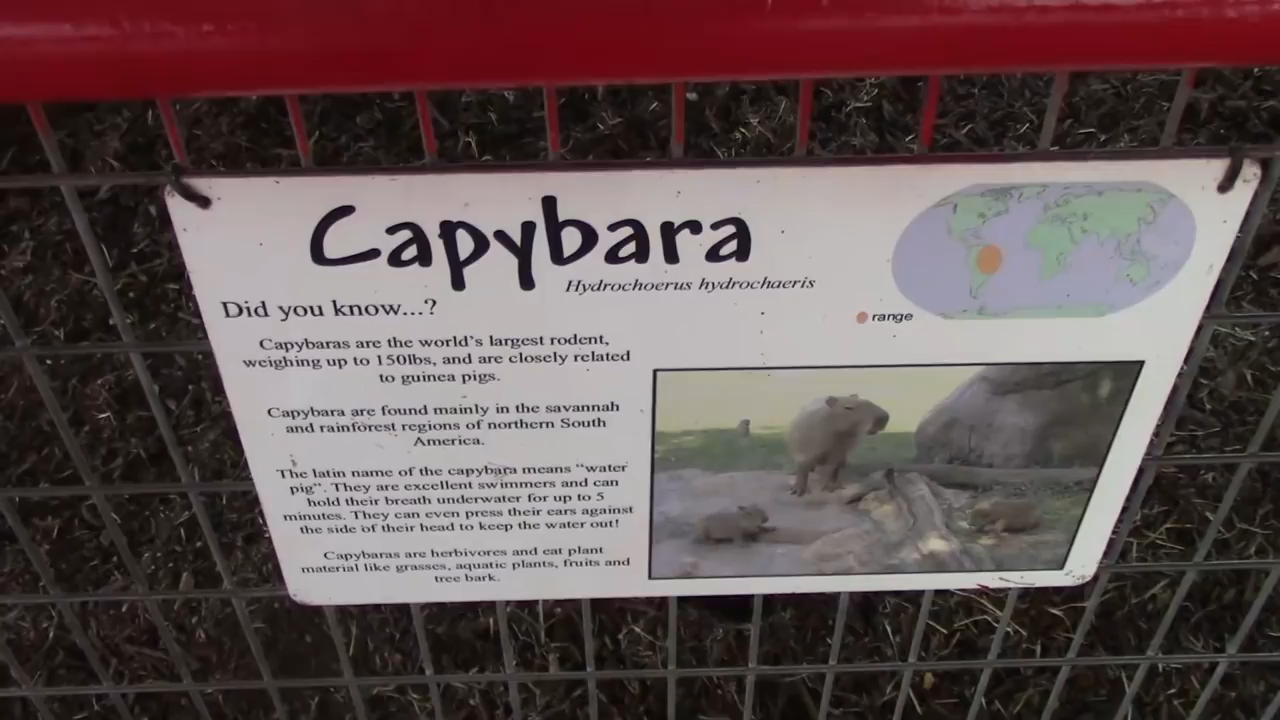 Capybara
Hydrochoerus hydrochaeris
range
Did you know...?
Capybaras are the world's largest rodent,
weighing up to 150lbs, and are closely related
to guinea pigs.
Capybara are found mainly in the savannah
and rainforest regions of northern South
America.
The latin name of the capybara means "water
pig". They are excellent swimmers and can
hold their breath underwater for up to 5
minutes. They can even press their ears against
the side of their head to keep the water out!
Capybaras are herbivores and eat plant
material like grasses, aquatic plants, fruits and
tree bark.